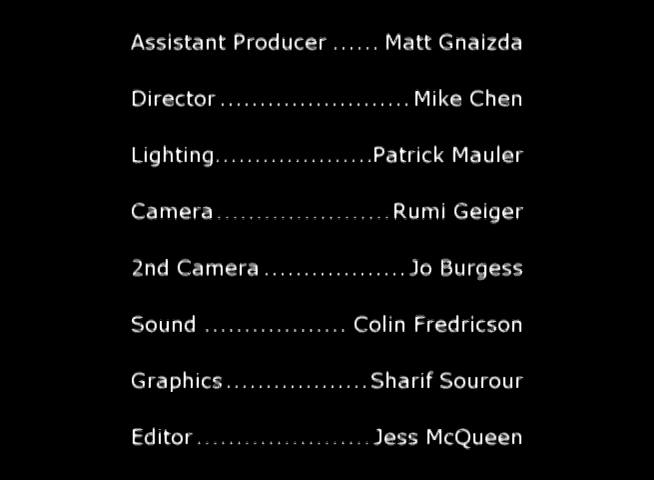 Assistant Producer ...... Matt Gnaizda
Director ........................ Mike Chen
Lighting....................Patrick Mauler
Camera ...................... Rumi Geiger
2nd Camera .................. Jo Burgess
Sound .................. Colin Fredricson
Graphics.................. Sharif Sourour
Editor ...................... Jess McQueen